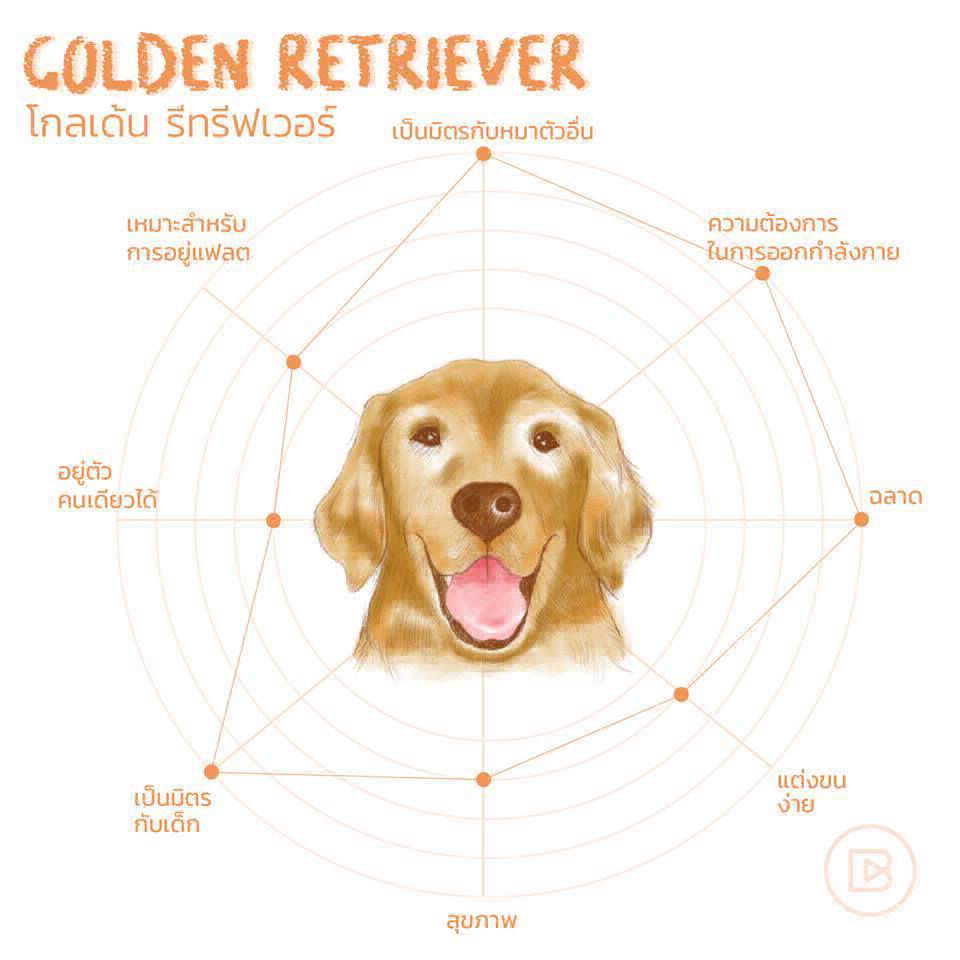 GOLDEN RETRIEVER
โกลเด้น รีทรีฟเวอร์
เป็นมิตรกับหมาตัวอื่น
เหมาะสำหรับ
การอยู่แฟลต
ความต้องการ
ในการออกกำลังกาย
อยู่ตัว
คนเดียวได้
ฉลาด
เป็นมิตร
กับเด็ก
แต่งขน
ง่าย
สุขภาพ